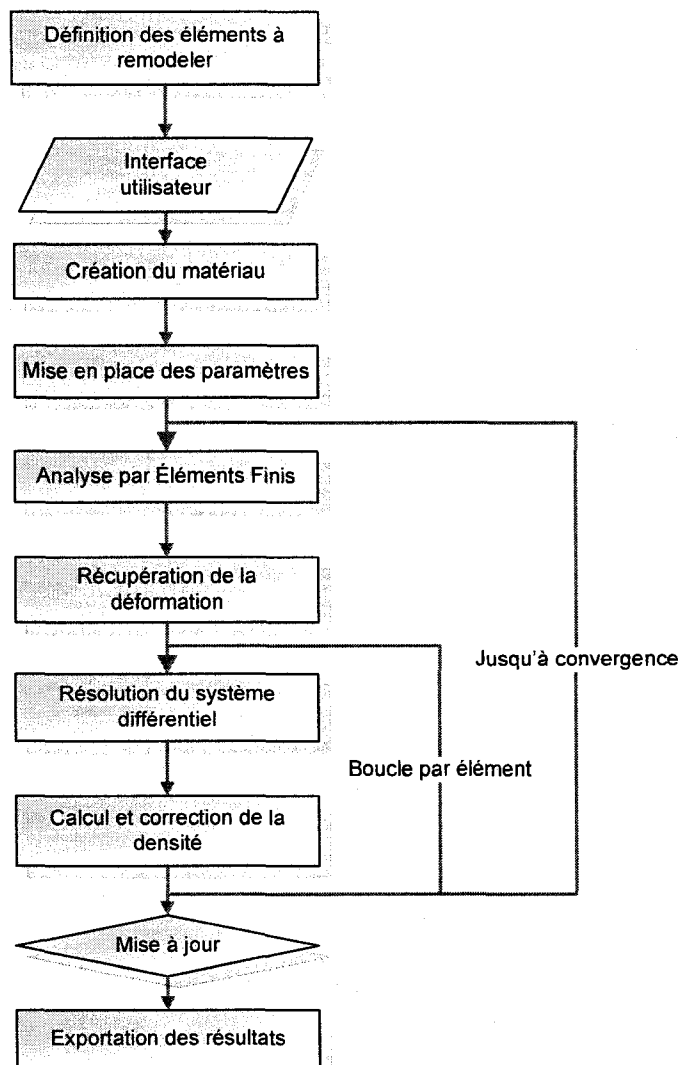 Définition des éléments à
remodeler
Interface
utilisateur
Création du matériau
Mise en place des paramètres
Analyse par Éléments Finis
Récupération de la
déformation
Jusqu'à convergence
Résolution du système
différentiel
Boucle par élément
Calcul et correction de la
densité
Mise à jour
Exportation des résultats